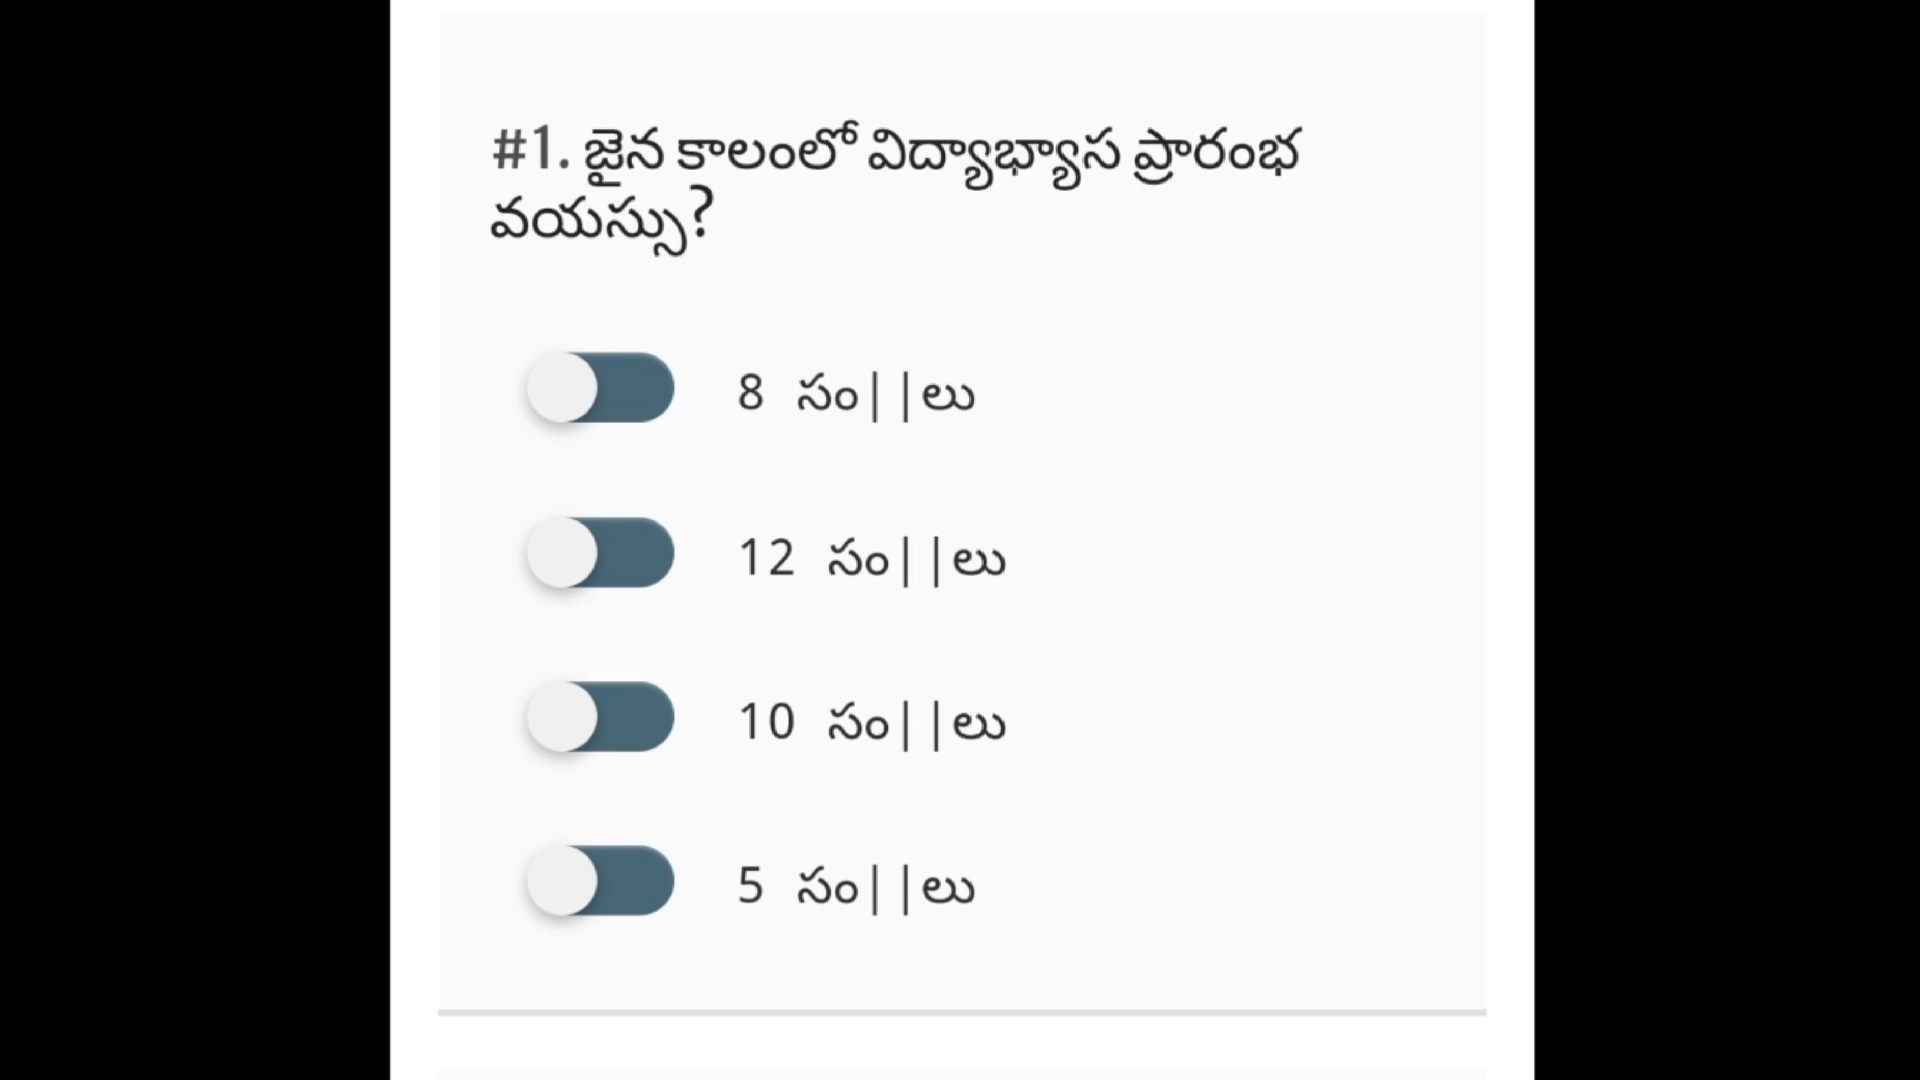 #1. జైన కాలంలో విద్యాభ్యాస ప్రారంభ
వయస్సు?
8 సం||లు
12 సం||లు
10 సం||లు
5 సం||లు